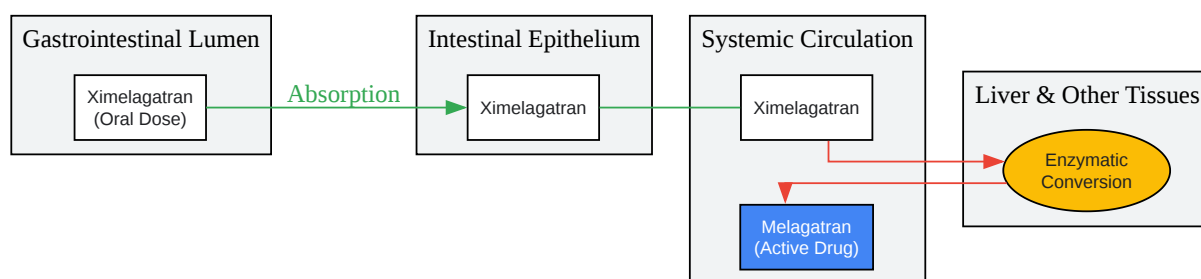 Gastrointestinal Lumen
Ximelagatran
(Oral Dose)
Absorption
Intestinal Epithelium
Ximelagatran
Systemic Circulation
Ximelagatran
Melagatran
(Active Drug)
Liver & Other Tissues
Enzymatic
Conversion